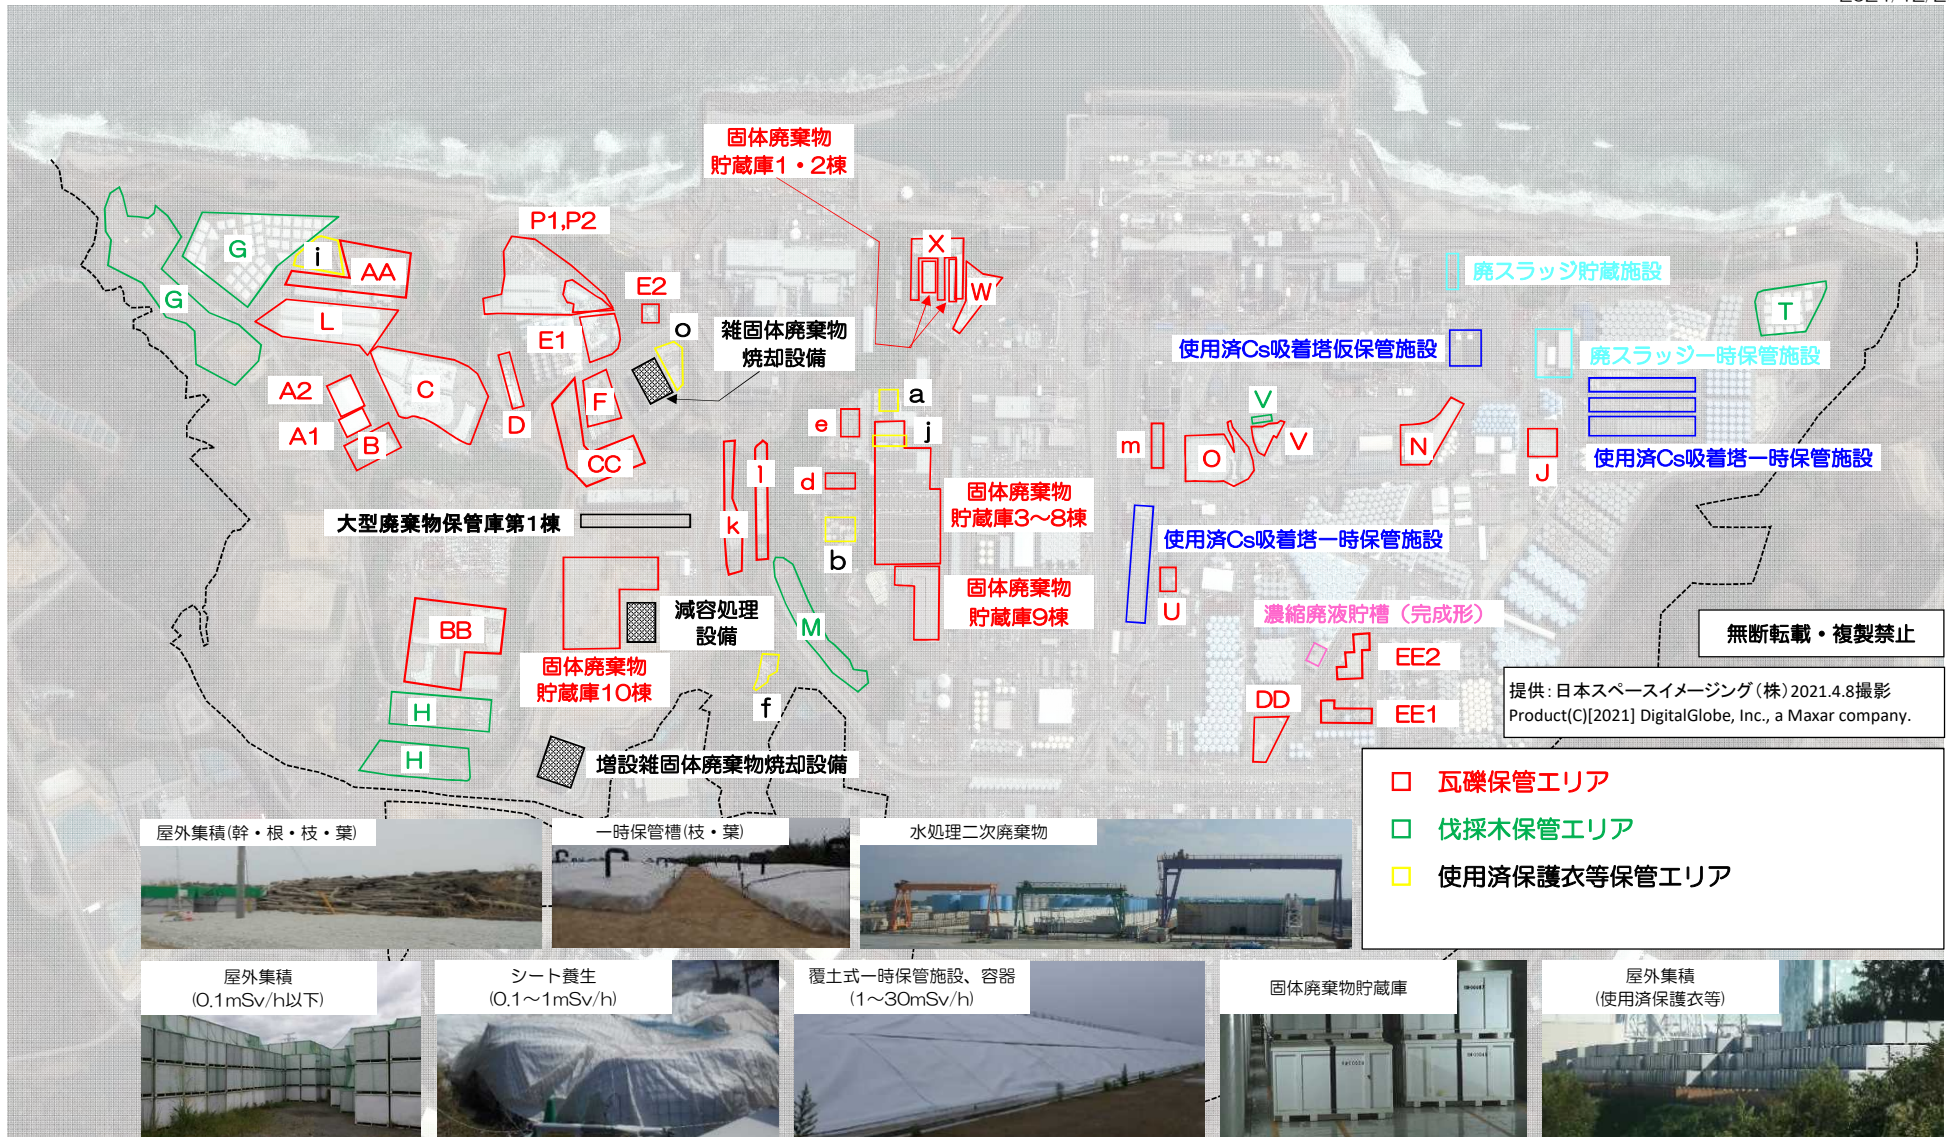 固体廃棄物
貯蔵庫1・2棟
P1,P2
X
G
i
AA
W
E2
廃スラッジ貯蔵施設
G
L
E1
o
雑固体廃棄物
焼却設備
T
使用済Cs吸着塔仮保管施設
廃スラッジ一時保管施設
A2
C
F
D
a
V
A1
B
e
j
m
O
V
N
J
CC
l
d
使用済Cs吸着塔一時保管施設
固体廃棄物
貯蔵庫3～8棟
大型廃棄物保管庫第1棟
k
b
使用済Cs吸着塔一時保管施設
固体廃棄物
貯蔵庫9棟
減容処理
設備
U
濃縮廃液貯槽（完成形）
BB
M
無断転載・複製禁止
固体廃棄物
貯蔵庫10棟
EE2
提供：日本スペースイメージング（株）2021.4.8撮影
Product(C)[2021] DigitalGlobe, Inc., a Maxar company.
H
f
DD
EE1
H
増設雑固体廃棄物焼却設備
瓦礫保管エリア
伐採木保管エリア
使用済保護衣等保管エリア
屋外集積(幹・根・枝・葉)
一時保管槽(枝・葉)
水処理二次廃棄物
屋外集積
(0.1mSv/h以下)
シート養生
(0.1～1mSv/h)
覆土式一時保管施設、容器
(1～30mSv/h)
固体廃棄物貯蔵庫
屋外集積
(使用済保護衣等)